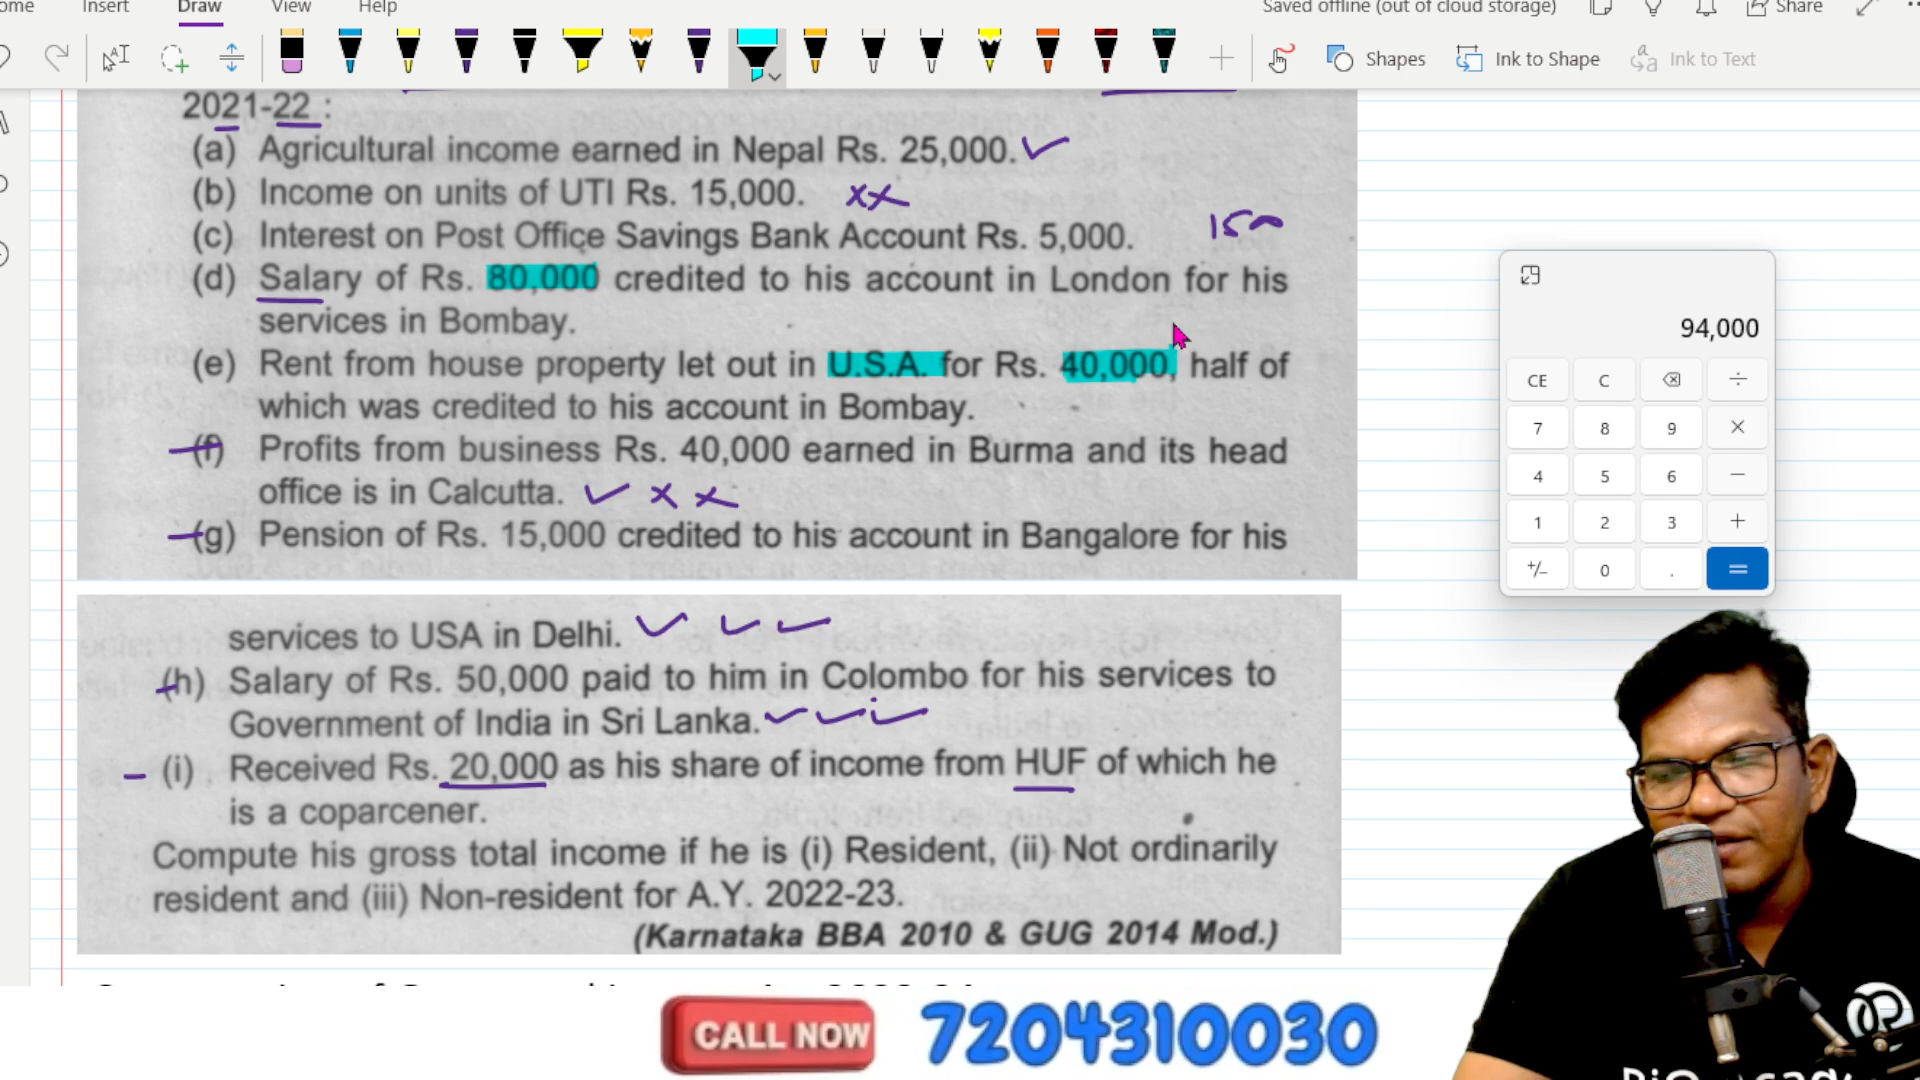 ome Insert Draw View Help Saved offline (out of cloud storage) Share
Shapes Ink to Shape Ink to Text
2021-22 :
(a) Agricultural income earned in Nepal Rs. 25,000.
(b) Income on units of UTI Rs. 15,000. xx
(c) Interest on Post Office Savings Bank Account Rs. 5,000.
(d) Salary of Rs. 80,000 credited to his account in London for his
services in Bombay.
(e) Rent from house property let out in U.S.A. for Rs. 40,000, half of
which was credited to his account in Bombay.
(f) Profits from business Rs. 40,000 earned in Burma and its head
office is in Calcutta. ✓ x x
(g) Pension of Rs. 15,000 credited to his account in Bangalore for his
services to USA in Delhi.
(h) Salary of Rs. 50,000 paid to him in Colombo for his services to
Government of India in Sri Lanka.
(i) Received Rs. 20,000 as his share of income from HUF of which he
is a coparcener.
Compute his gross total income if he is (i) Resident, (ii) Not ordinarily
resident and (iii) Non-resident for A.Y. 2022-23.
(Karnataka BBA 2010 & GUG 2014 Mod.)
94,000
CE C ÷
7 8 9 ×
4 5 6 −
1 2 3 +
+/− 0 . =
CALL NOW 7204310030